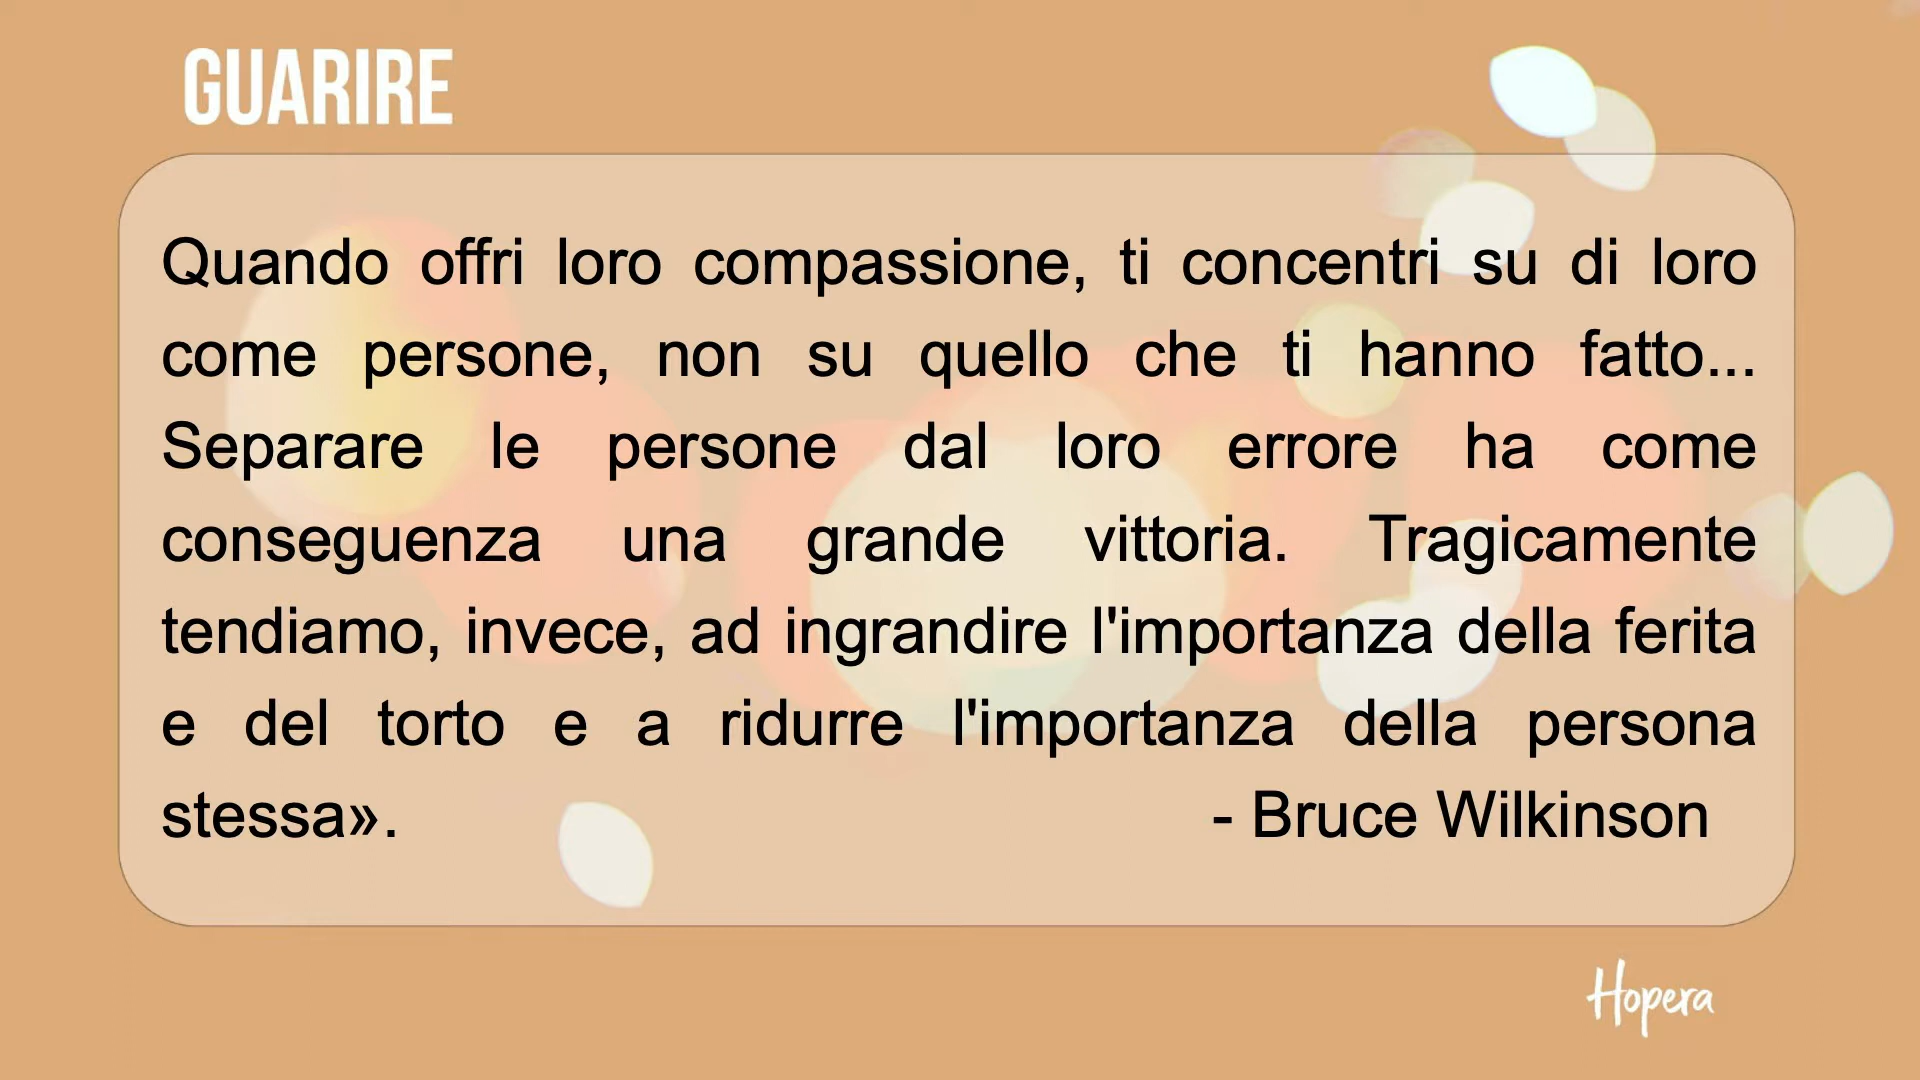 GUARIRE
Quando offri loro compassione, ti concentri su di loro
come persone, non su quello che ti hanno fatto...
Separare le persone dal loro errore ha come
conseguenza una grande vittoria. Tragicamente
tendiamo, invece, ad ingrandire l'importanza della ferita
e del torto e a ridurre l'importanza della persona
stessa». - Bruce Wilkinson
Hopera